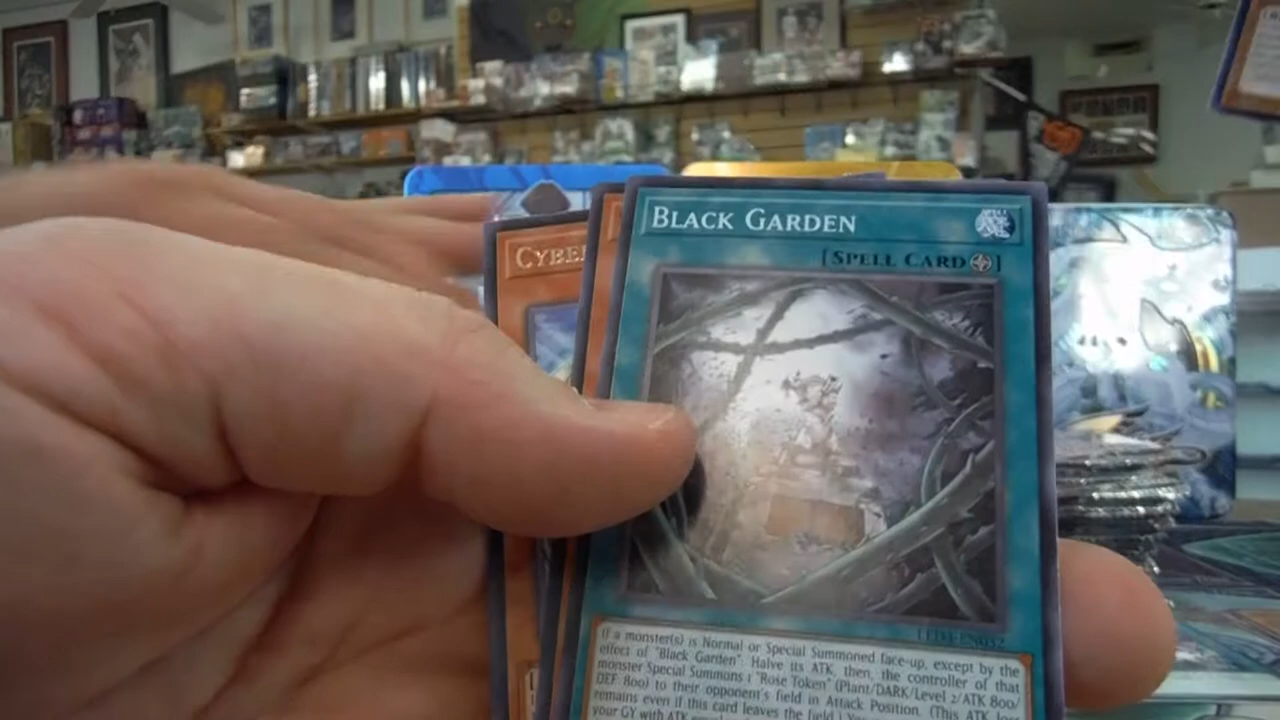 BLACK GARDEN
[SPELL CARD]
CYBE
LED4-EN032
If a monster(s) is Normal or Special Summoned face-up, except by the
effect of "Black Garden": Halve its ATK, then, the controller of that
monster Special Summons 1 "Rose Token" (Plant/DARK/Level 2/ATK 800/
DEF 800) to their opponent's field in Attack Position. (This ATK loss
remains even if this card leaves the field.) You
your GY with ATK equal